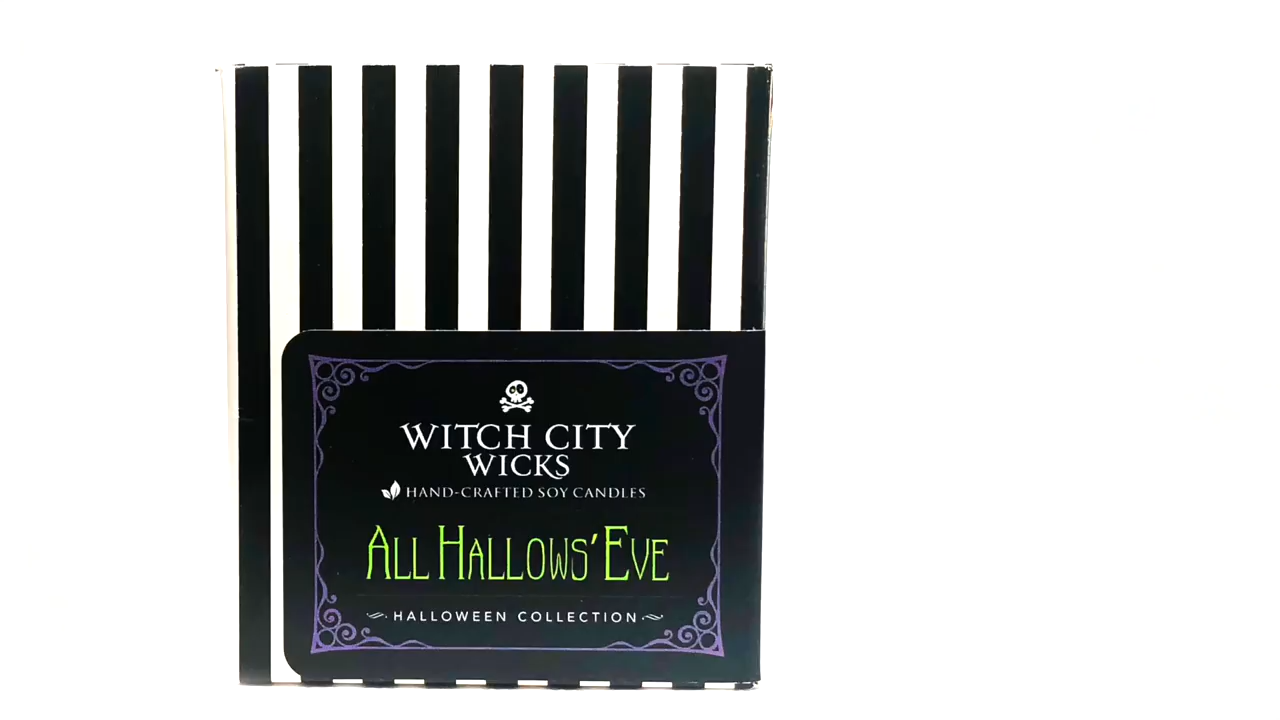 WITCH CITY
WICKS
HAND-CRAFTED SOY CANDLES
ALL HALLOWS' EVE
HALLOWEEN COLLECTION